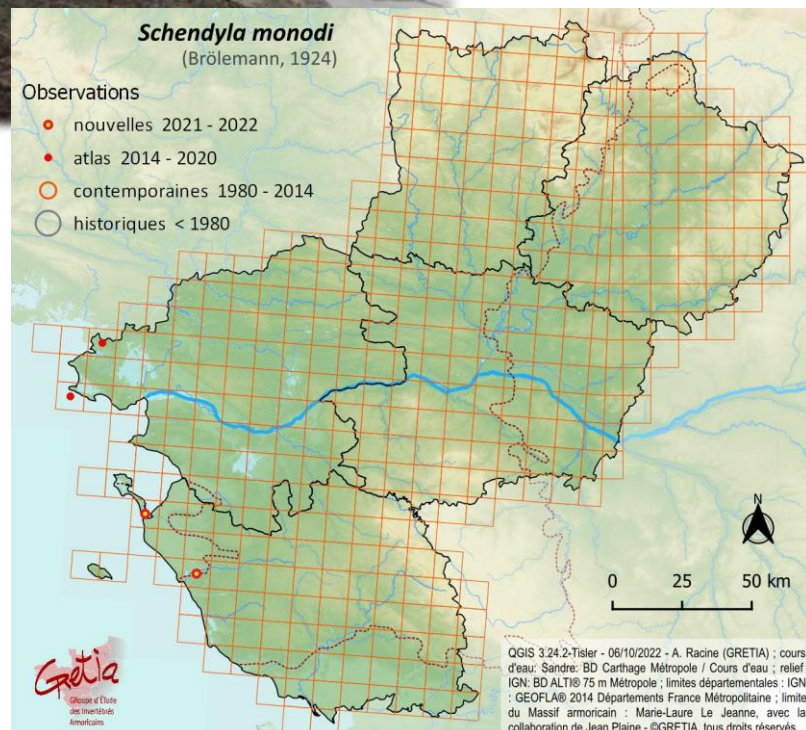 Schendyla monodi
(Brölemann, 1924)
Observations
nouvelles 2021 - 2022
atlas 2014 - 2020
contemporaines 1980 - 2014
historiques < 1980
N
0 25 50 km
Gretia
Groupe d'Étude
des Invertébrés
Armoricains
QGIS 3.24.2-Tisler - 06/10/2022 - A. Racine (GRETIA) ; cours
d'eau: Sandre: BD Carthage Métropole / Cours d'eau ; relief :
IGN: BD ALTI® 75 m Métropole ; limites départementales : IGN
: GEOFLA® 2014 Départements France Métropolitaine ; limite
du Massif armoricain : Marie-Laure Le Jeanne, avec la
collaboration de Jean Plaine - ©GRETIA, tous droits réservés